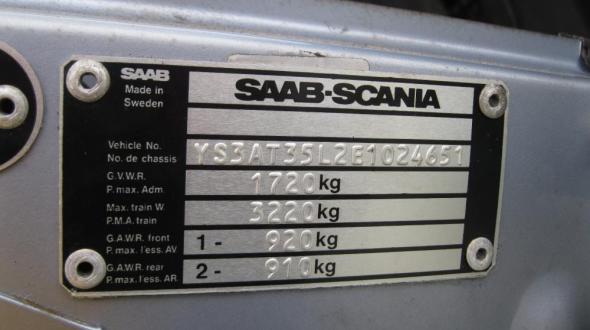 SAAB
Made in
Sweden
SAAB-SCANIA
Vehicle No.
No. de chassis
YS3AT35L2E1024651
G.V.W.R.
P. max. Adm.
1720 kg
Max. train W.
P.M.A. train
3220 kg
G.A.W.R. front
P. max. l'ess. AV.
1 - 920 kg
G.A.W.R. rear
P. max. l'ess. AR.
2 - 910 kg